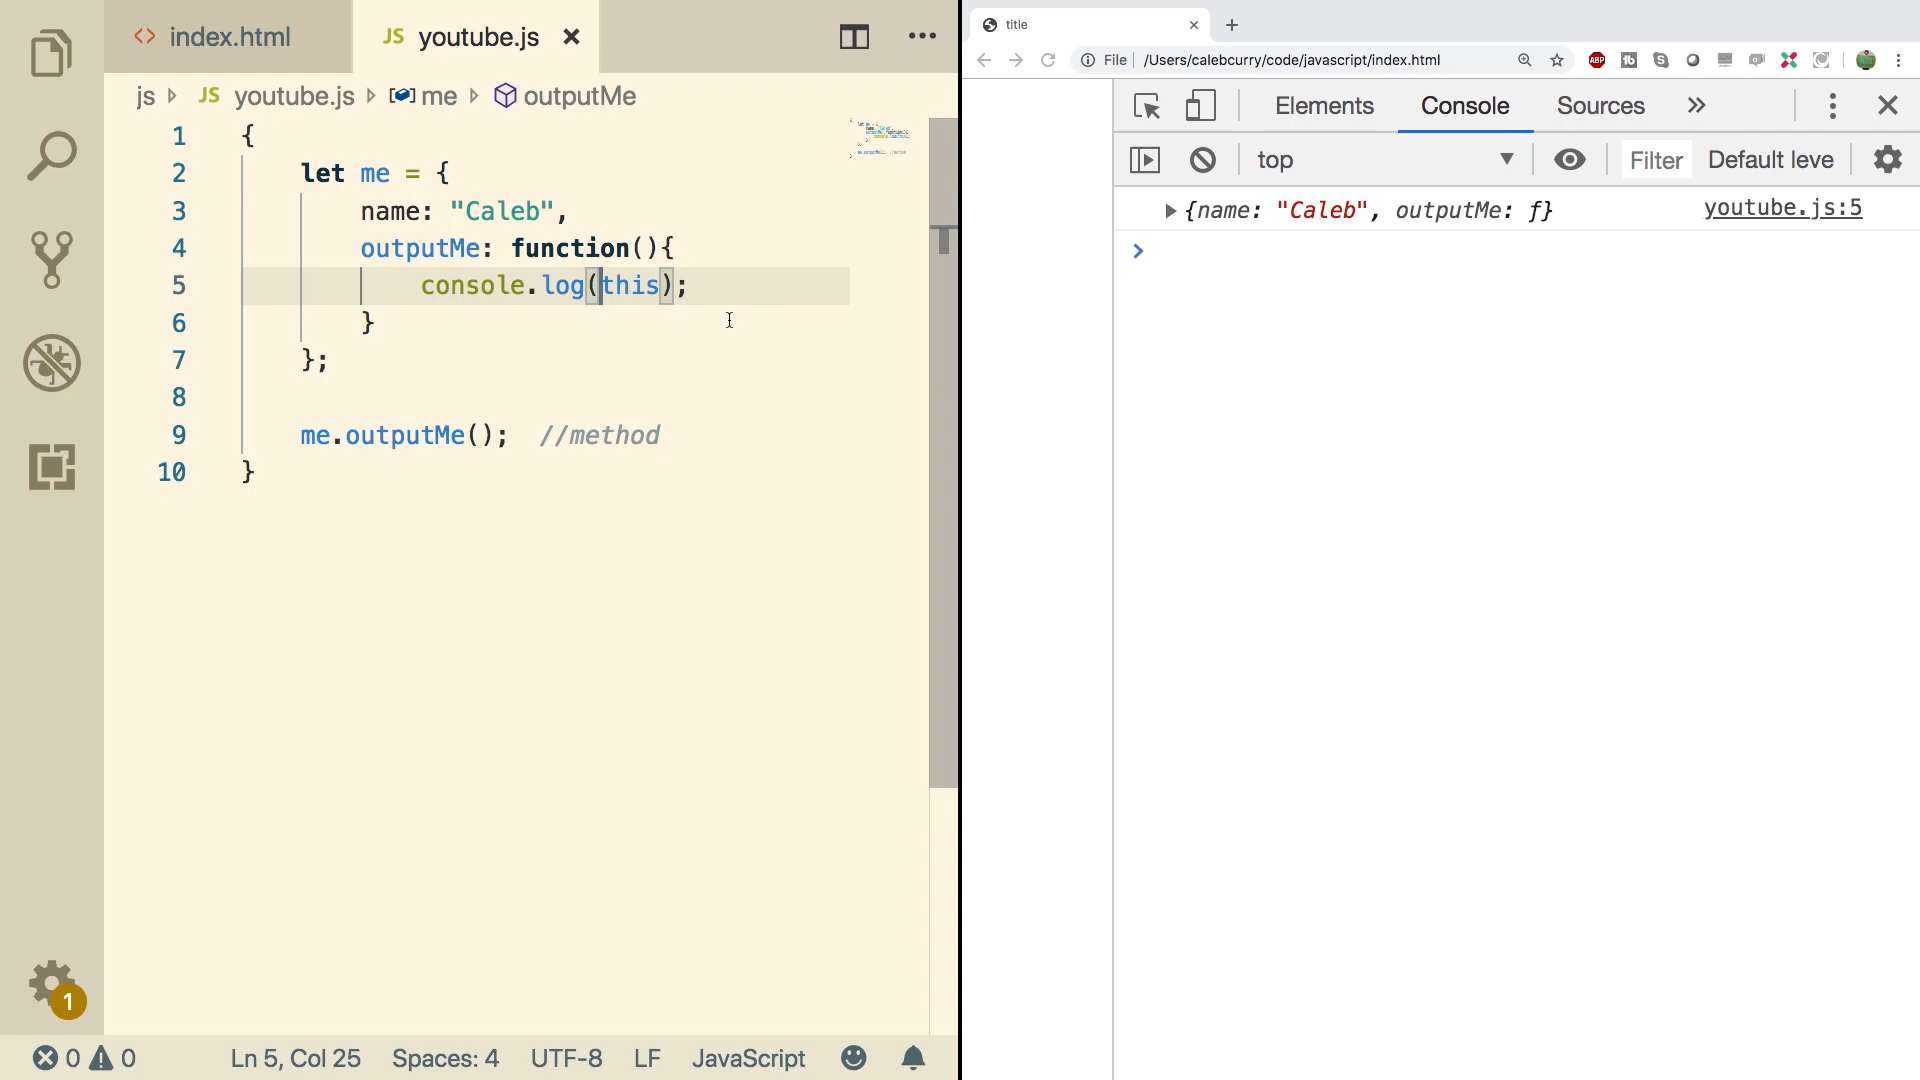 <> index.html
JS youtube.js ×
js JS youtube.js me outputMe
1 {
2 let me = {
3 name: "Caleb",
4 outputMe: function(){
5 console.log(this);
6 }
7 };
8
9 me.outputMe(); //method
10 }
1
0 0 Ln 5, Col 25 Spaces: 4 UTF-8 LF JavaScript
title
File /Users/calebcurry/code/javascript/index.html ABP
Elements Console Sources »
top Filter Default leve
{name: "Caleb", outputMe: ƒ} youtube.js:5
>